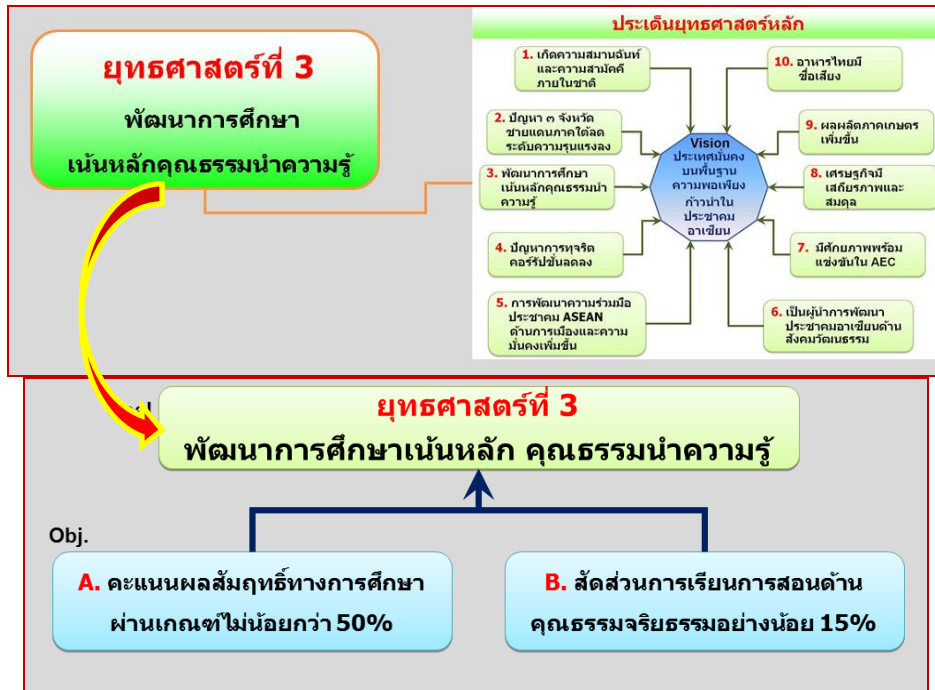 ยุทธศาสตร์ที่ 3
พัฒนาการศึกษา
เน้นหลักคุณธรรมนำความรู้
ประเด็นยุทธศาสตร์หลัก
1. เกิดความสมานฉันท์
และความสามัคคี
ภายในชาติ
2. ปัญหา ๓ จังหวัด
ชายแดนภาคใต้ลด
ระดับความรุนแรงลง
3. พัฒนาการศึกษา
เน้นหลักคุณธรรมนำ
ความรู้
4. ปัญหาการทุจริต
คอร์รัปชั่นลดลง
5. การพัฒนาความร่วมมือ
ประชาคม ASEAN
ด้านการเมืองและความ
มั่นคงเพิ่มขึ้น
Vision
ประเทศมั่นคง
บนพื้นฐาน
ความพอเพียง
ก้าวนำใน
ประชาคม
อาเซียน
10. อาหารไทยมี
ชื่อเสียง
9. ผลผลิตภาคเกษตร
เพิ่มขึ้น
8. เศรษฐกิจมี
เสถียรภาพและ
สมดุล
7. มีศักยภาพพร้อม
แข่งขันใน AEC
6. เป็นผู้นำการพัฒนา
ประชาคมอาเซียนด้าน
สังคมวัฒนธรรม
ยุทธศาสตร์ที่ 3
พัฒนาการศึกษาเน้นหลัก คุณธรรมนำความรู้
Obj.
A. คะแนนผลสัมฤทธิ์ทางการศึกษา
ผ่านเกณฑ์ไม่น้อยกว่า 50%
B. สัดส่วนการเรียนการสอนด้าน
คุณธรรมจริยธรรมอย่างน้อย 15%